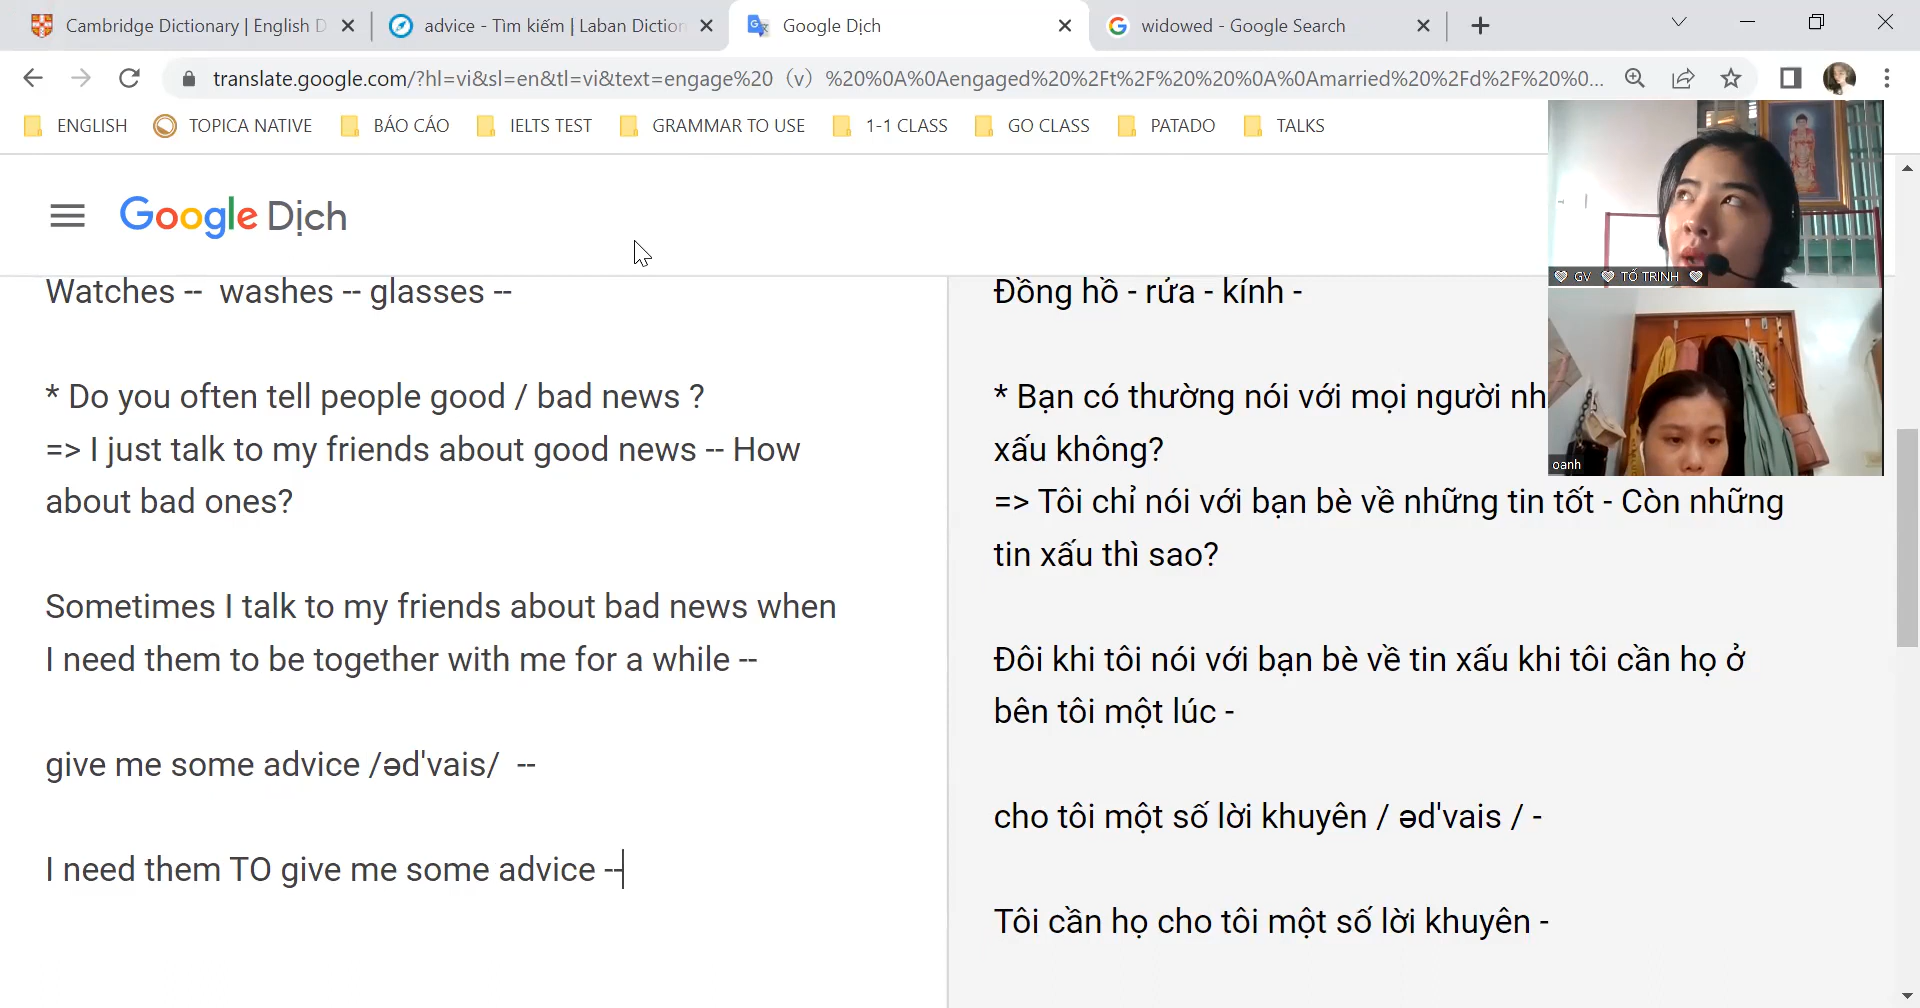 Cambridge Dictionary | English D
advice - Tìm kiếm | Laban Diction
Google Dịch
widowed - Google Search
translate.google.com/?hl=vi&sl=en&tl=vi&text=engage%20 (v) %20%0A%0Aengaged%20%2Ft%2F%20%20%0A%0Amarried%20%2Fd%2F%20%0...
ENGLISH
TOPICA NATIVE
BÁO CÁO
IELTS TEST
GRAMMAR TO USE
1-1 CLASS
GO CLASS
PATADO
TALKS
Google Dịch
Watches -- washes -- glasses --
* Do you often tell people good / bad news ?
=> I just talk to my friends about good news -- How
about bad ones?
Sometimes I talk to my friends about bad news when
I need them to be together with me for a while --
give me some advice /əd'vais/ --
I need them TO give me some advice --
Đồng hồ - rửa - kính -
* Bạn có thường nói với mọi người nh
xấu không?
=> Tôi chỉ nói với bạn bè về những tin tốt - Còn những
tin xấu thì sao?
Đôi khi tôi nói với bạn bè về tin xấu khi tôi cần họ ở
bên tôi một lúc -
cho tôi một số lời khuyên / əd'vais / -
Tôi cần họ cho tôi một số lời khuyên -
GV TỐ TRINH
oanh